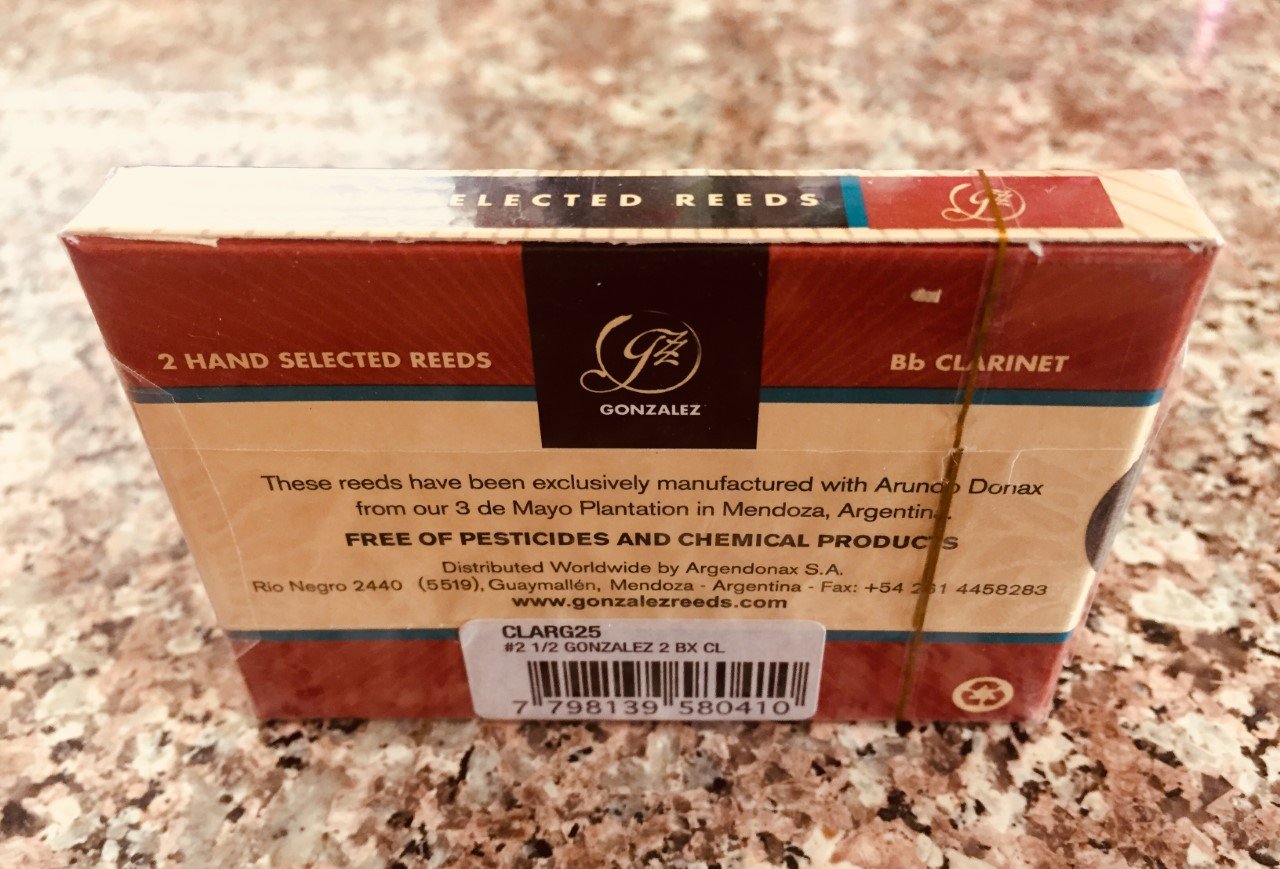 SELECTED REEDS
2 HAND SELECTED REEDS
Bb CLARINET
GZZ
GONZALEZ
These reeds have been exclusively manufactured with Arundo Donax
from our 3 de Mayo Plantation in Mendoza, Argentina.
FREE OF PESTICIDES AND CHEMICAL PRODUCTS
Distributed Worldwide by Argendonax S.A.
Rio Negro 2440 (5519), Guaymallén, Mendoza - Argentina - Fax: +54 261 4458283
www.gonzalezreeds.com
CLARG25
#2 1/2 GONZALEZ 2 BX CL
7 798139 580410